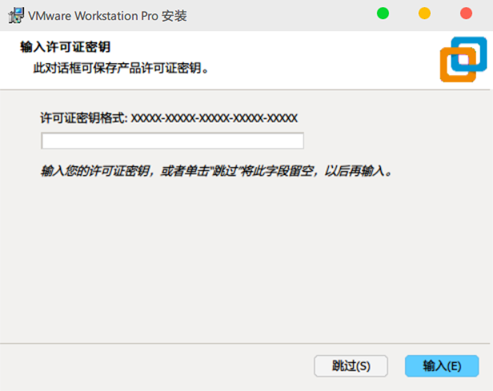 VMware Workstation Pro 安装
输入许可证密钥
此对话框可保存产品许可证密钥。
许可证密钥格式: XXXXX-XXXXX-XXXXX-XXXXX-XXXXX
输入您的许可证密钥，或者单击"跳过"将此字段留空，以后再输入。
跳过(S) 输入(E)